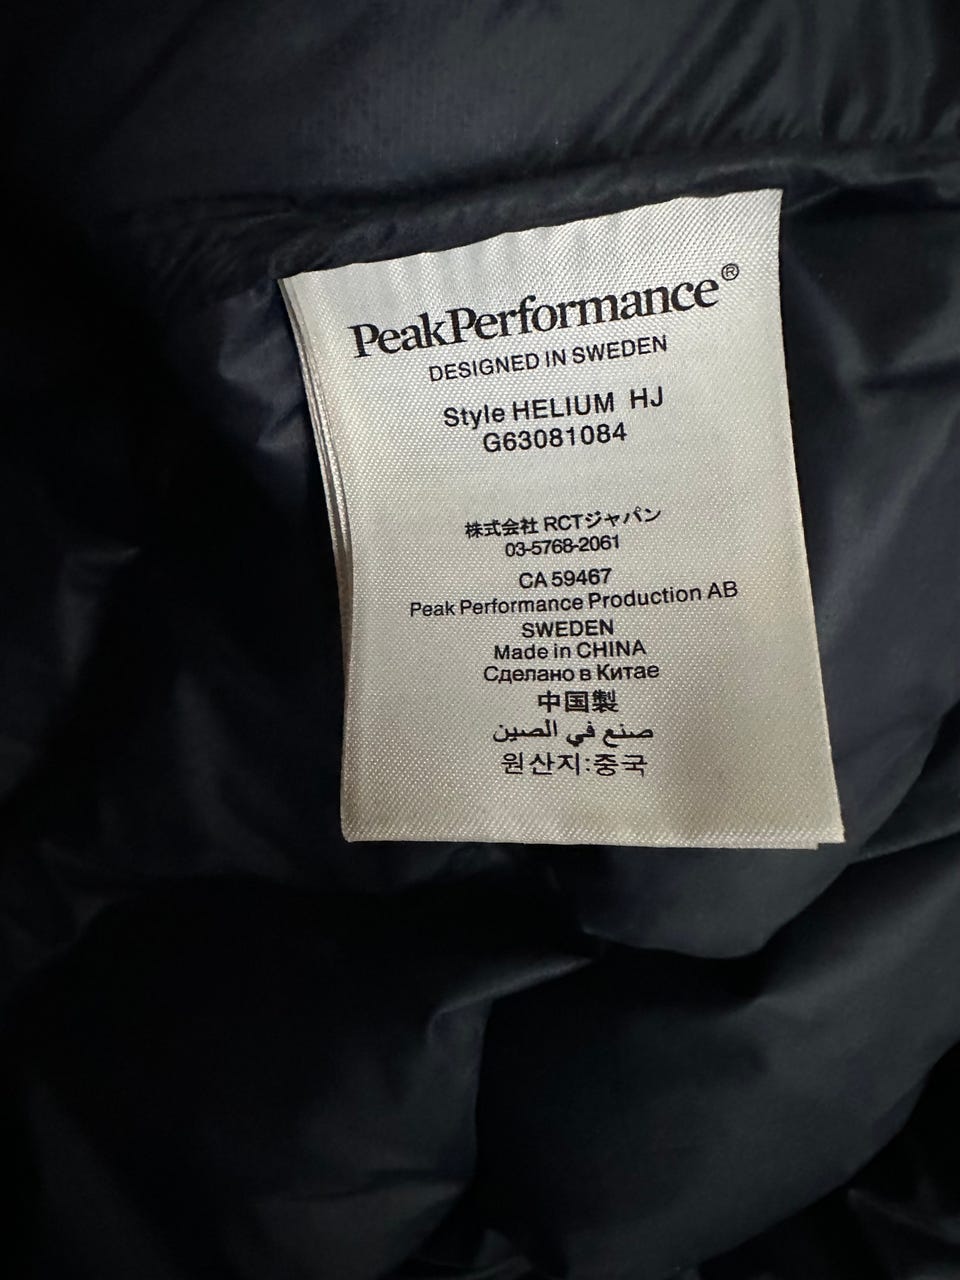 PeakPerformance®
DESIGNED IN SWEDEN
Style HELIUM HJ
G63081084
株式会社 RCTジャパン
03-5768-2061
CA 59467
Peak Performance Production AB
SWEDEN
Made in CHINA
Сделано в Китае
中国製
صنع في الصين
원산지:중국